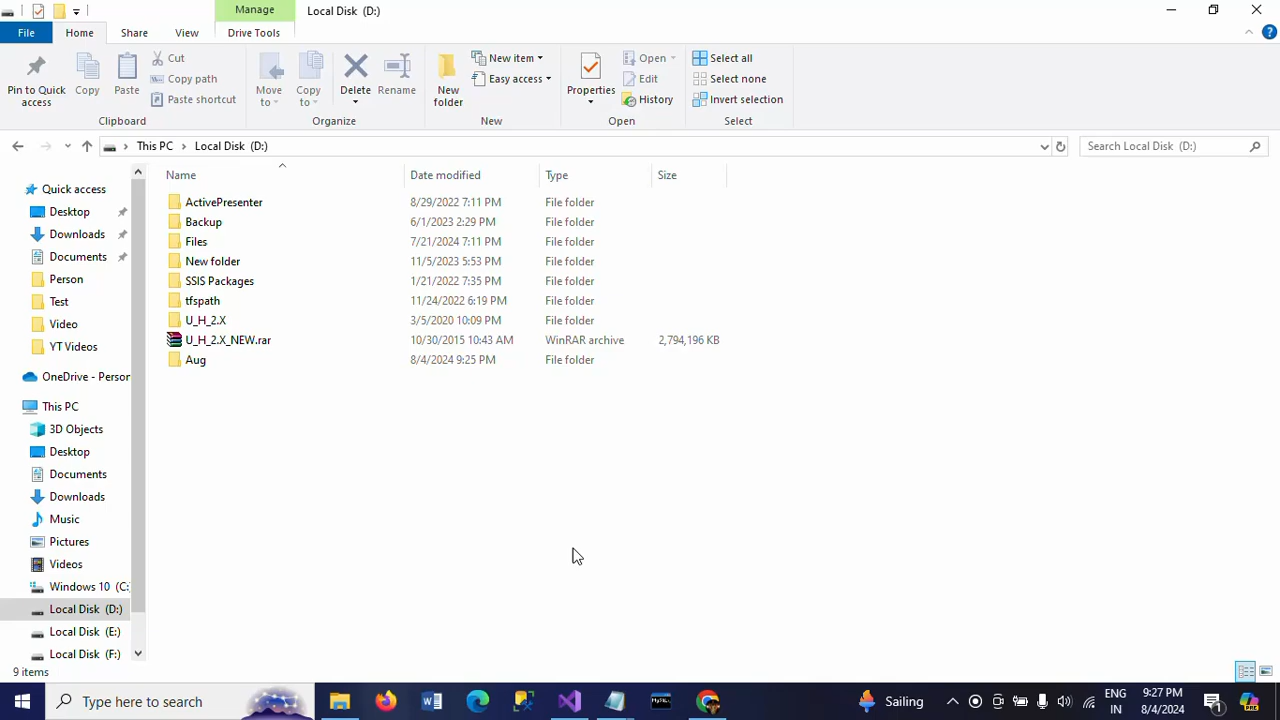 Manage
Local Disk (D:)
File
Home
Share
View
Drive Tools
Pin to Quick access
Copy
Paste
Cut
Copy path
Paste shortcut
Clipboard
Move to
Copy to
Delete
Rename
Organize
New folder
New item
Easy access
New
Properties
Open
Edit
History
Open
Select all
Select none
Invert selection
Select
This PC > Local Disk (D:)
Search Local Disk (D:)
Name Date modified Type Size
ActivePresenter 8/29/2022 7:11 PM File folder
Backup 6/1/2023 2:29 PM File folder
Files 7/21/2024 7:11 PM File folder
New folder 11/5/2023 5:53 PM File folder
SSIS Packages 1/21/2022 7:35 PM File folder
tfspath 11/24/2022 6:19 PM File folder
U_H_2.X 3/5/2020 10:09 PM File folder
U_H_2.X_NEW.rar 10/30/2015 10:43 AM WinRAR archive 2,794,196 KB
Aug 8/4/2024 9:25 PM File folder
Quick access
Desktop
Downloads
Documents
Person
Test
Video
YT Videos
OneDrive - Person
This PC
3D Objects
Desktop
Documents
Downloads
Music
Pictures
Videos
Windows 10 (C:
Local Disk (D:)
Local Disk (E:)
Local Disk (F:)
9 items
Type here to search
MySQL
Sailing
ENG
IN
9:27 PM
8/4/2024
1
PRE